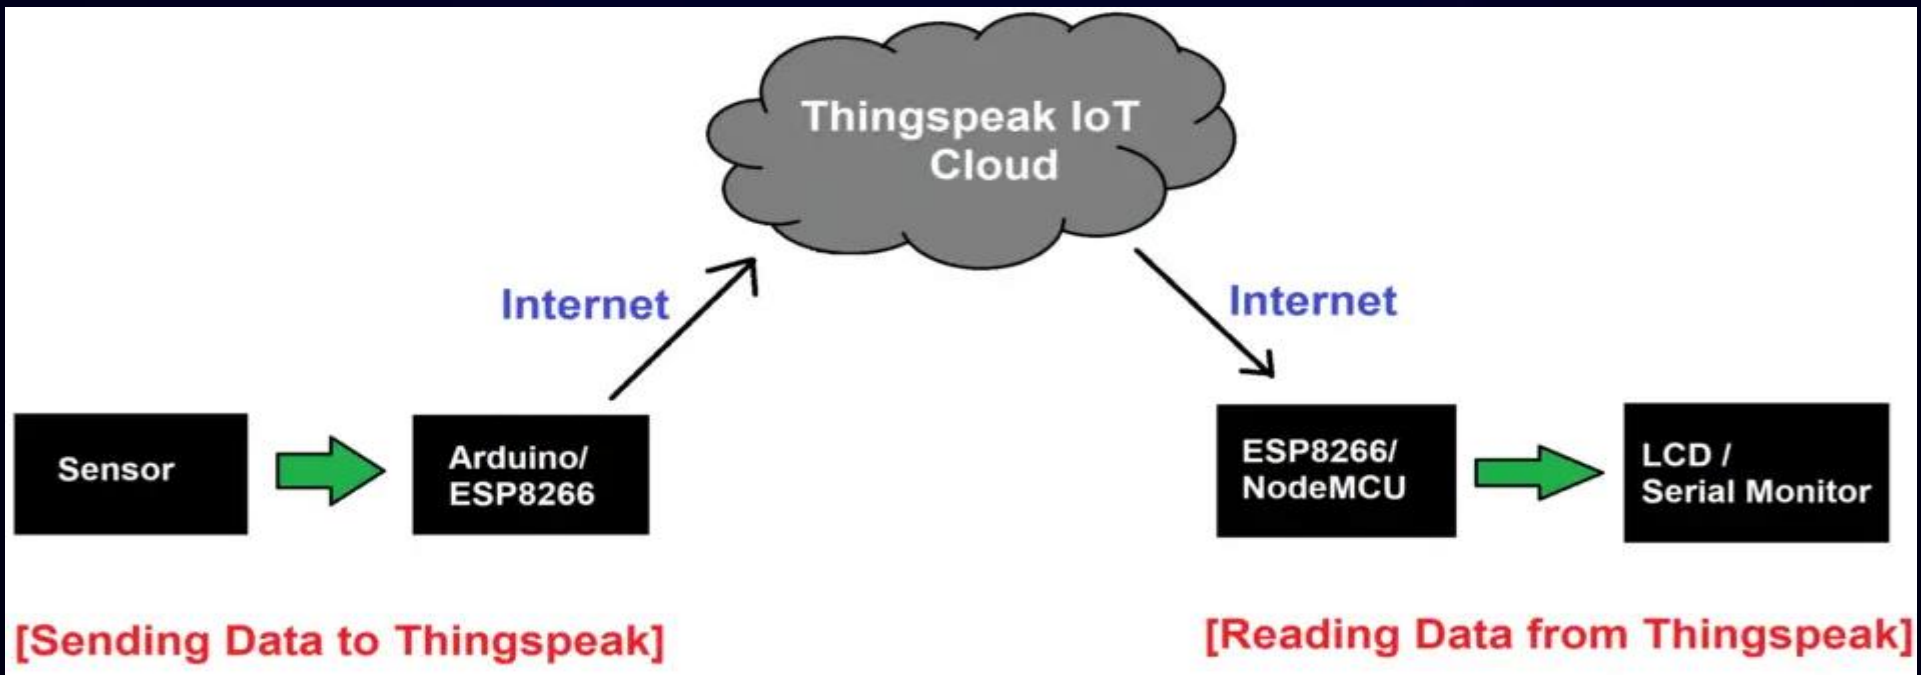 Thingspeak IoT
Cloud
Internet
Internet
Sensor
Arduino/
ESP8266
ESP8266/
NodeMCU
LCD /
Serial Monitor
[Sending Data to Thingspeak]
[Reading Data from Thingspeak]